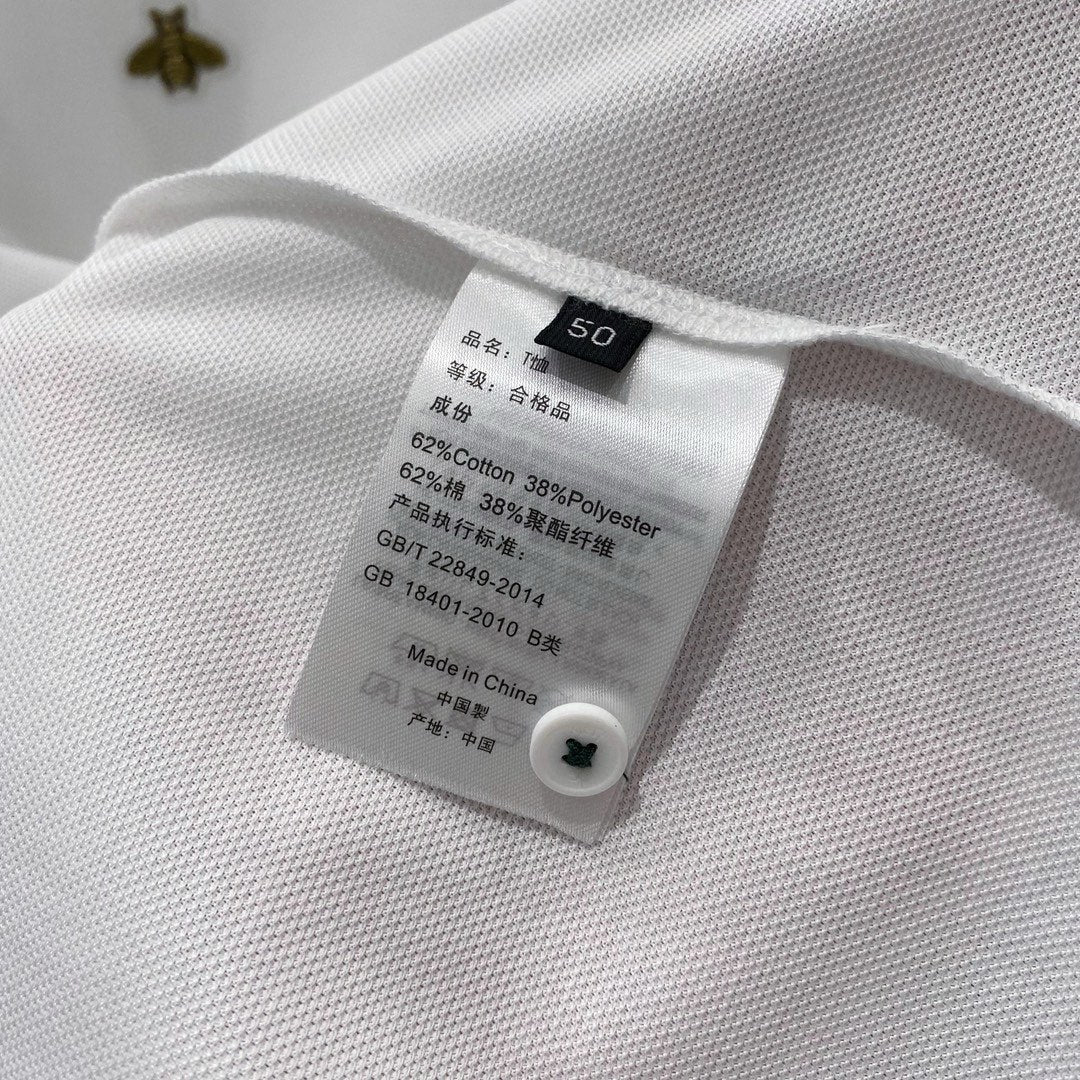 50
品名：T恤
等级：合格品
成份
62%Cotton 38%Polyester
62%棉 38%聚酯纤维
产品执行标准：
GB/T 22849-2014
GB 18401-2010 B类
Made in China
中国製
产地：中国